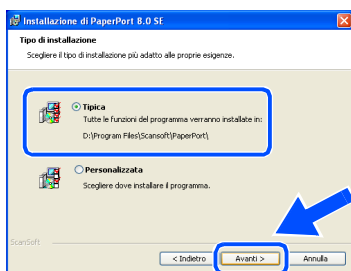 Installazione di PaperPort 8.0 SE
Tipo di installazione
Scegliere il tipo di installazione più adatto alle proprie esigenze.
Tipica
Tutte le funzioni del programma verranno installate in:
D:\Program Files\Scansoft\PaperPort\
Personalizzata
Scegliere dove installare il programma.
ScanSoft
< Indietro Avanti > Annulla